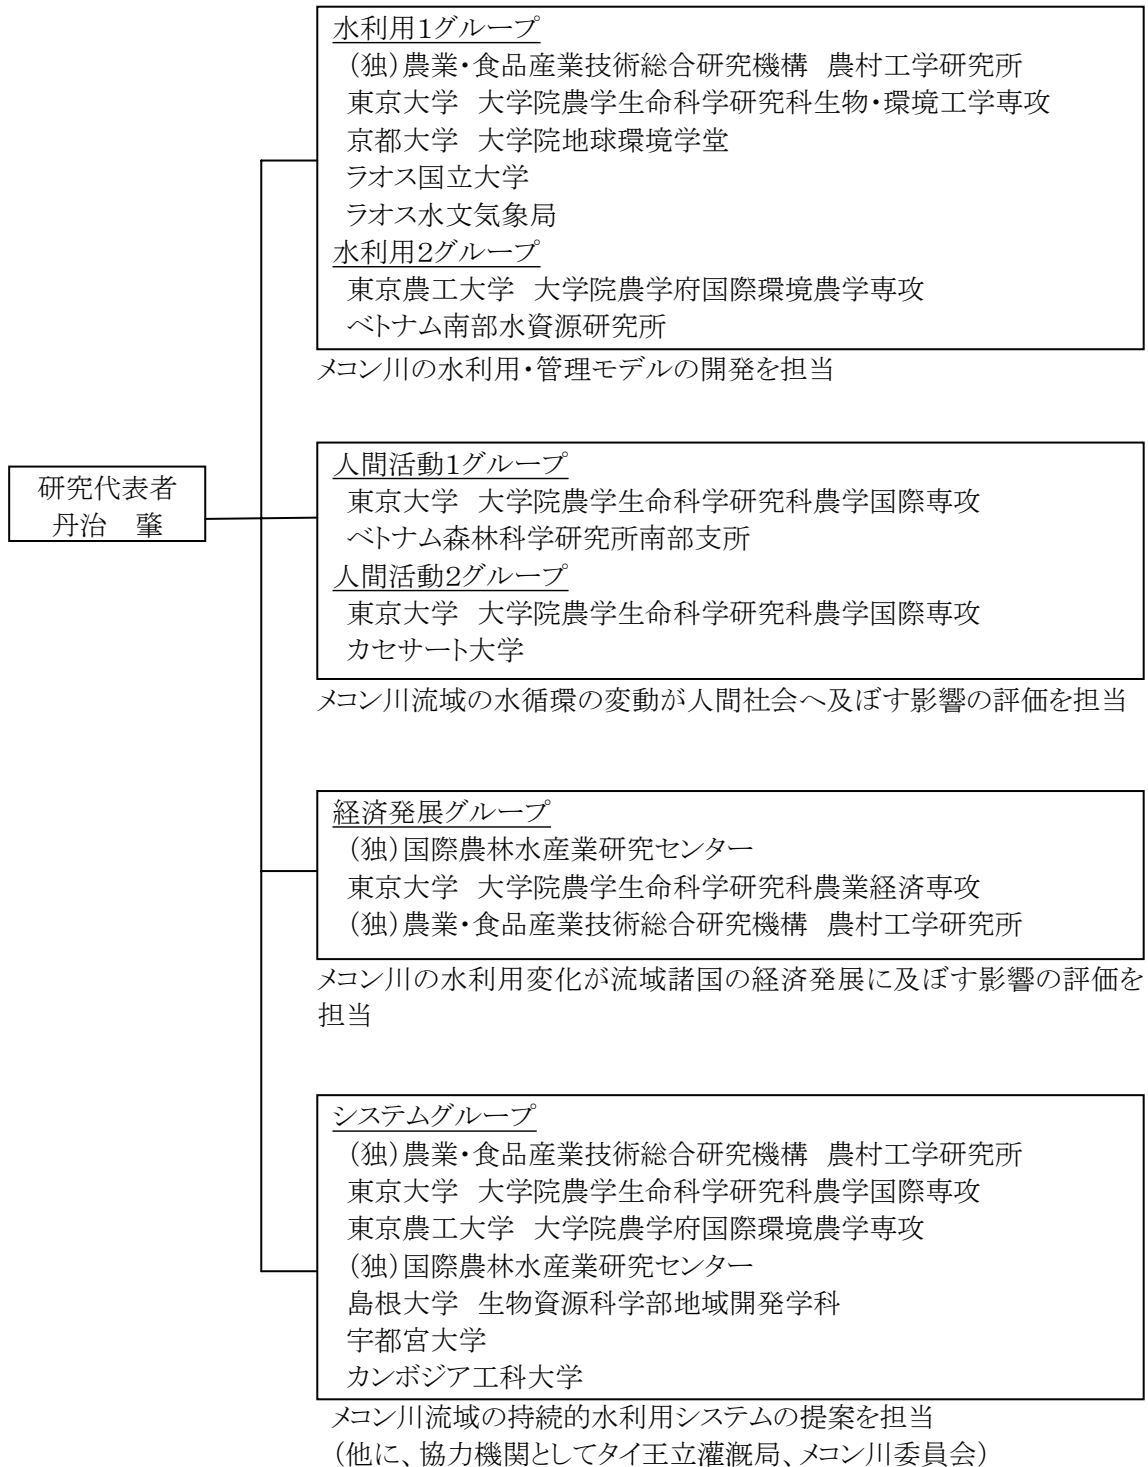 水利用1グループ
(独)農業・食品産業技術総合研究機構 農村工学研究所
東京大学 大学院農学生命科学研究科生物・環境工学専攻
京都大学 大学院地球環境学堂
ラオス国立大学
ラオス水文気象局
水利用2グループ
東京農工大学 大学院農学府国際環境農学専攻
ベトナム南部水資源研究所
メコン川の水利用・管理モデルの開発を担当
研究代表者
丹治 肇
人間活動1グループ
東京大学 大学院農学生命科学研究科農学国際専攻
ベトナム森林科学研究所南部支所
人間活動2グループ
東京大学 大学院農学生命科学研究科農学国際専攻
カセサート大学
メコン川流域の水循環の変動が人間社会へ及ぼす影響の評価を担当
経済発展グループ
(独)国際農林水産業研究センター
東京大学 大学院農学生命科学研究科農業経済専攻
(独)農業・食品産業技術総合研究機構 農村工学研究所
メコン川の水利用変化が流域諸国の経済発展に及ぼす影響の評価を
担当
システムグループ
(独)農業・食品産業技術総合研究機構 農村工学研究所
東京大学 大学院農学生命科学研究科農学国際専攻
東京農工大学 大学院農学府国際環境農学専攻
(独)国際農林水産業研究センター
島根大学 生物資源科学部地域開発学科
宇都宮大学
カンボジア工科大学
メコン川流域の持続的水利用システムの提案を担当
(他に、協力機関としてタイ王立灌漑局、メコン川委員会)